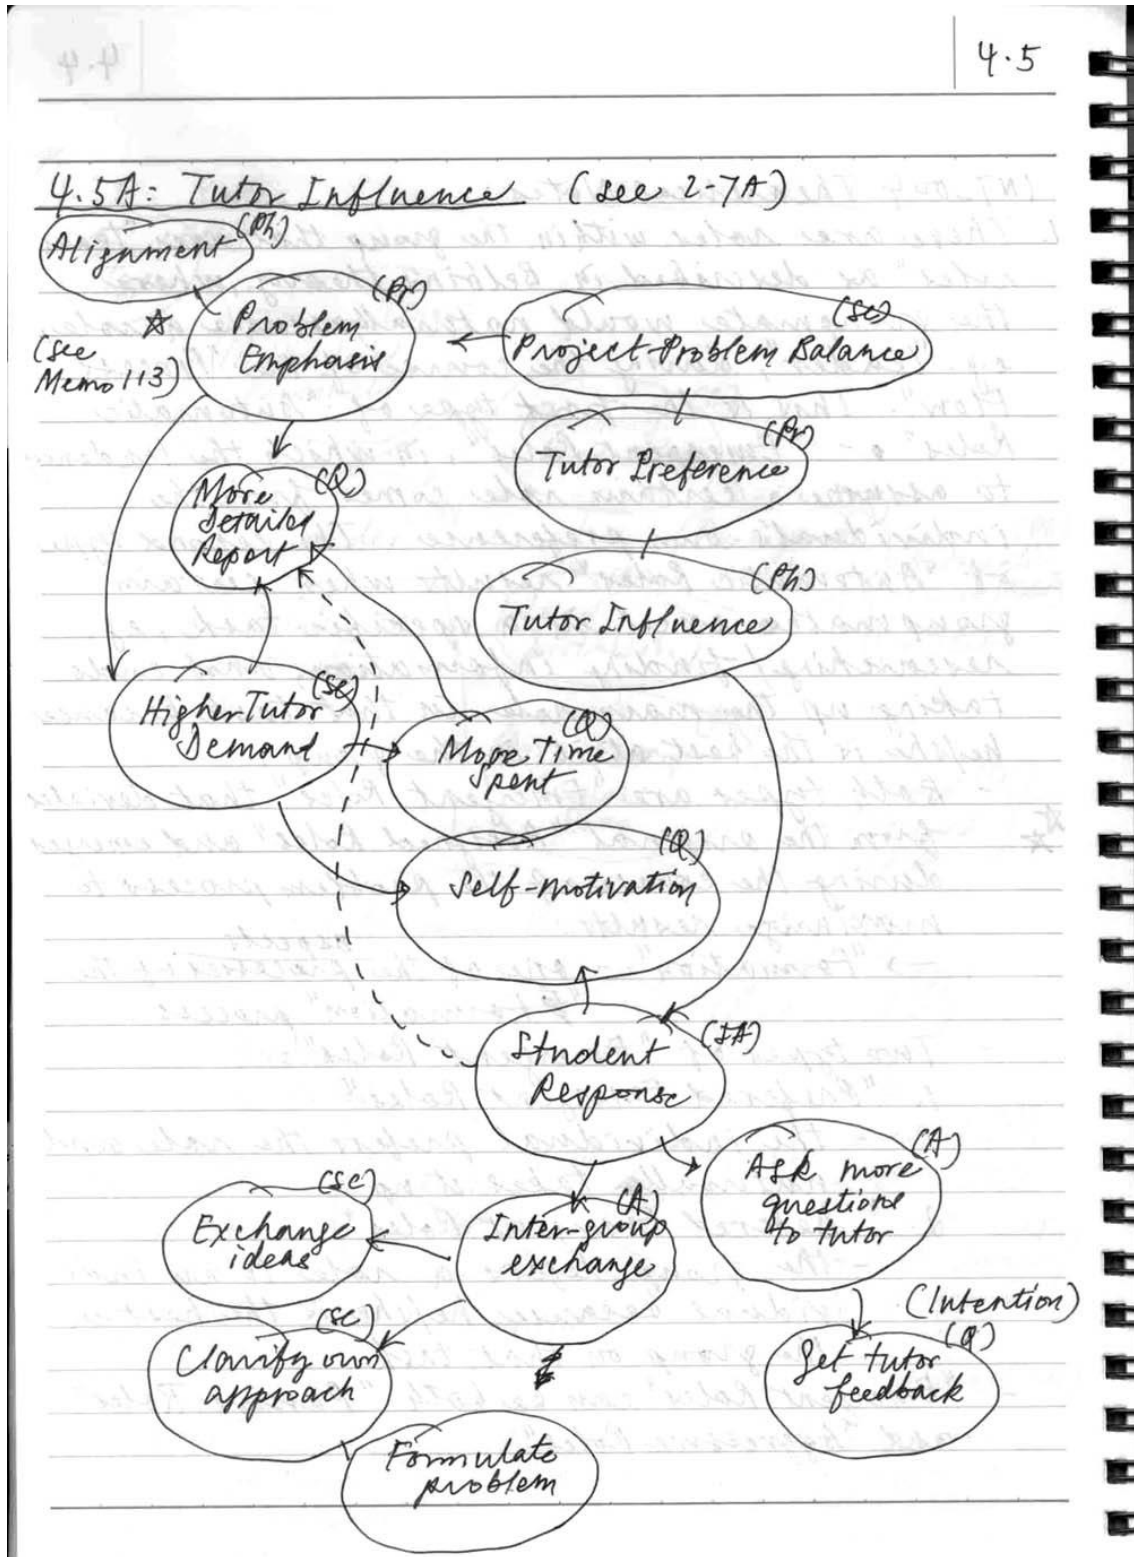 4.5
4.5A: Tutor Influence (see 2-7A)
Alignment (Ph)
(Pr)
Problem
Emphasis
(see
Memo 113)
(Sc)
Project-Problem Balance
(Pr)
Tutor Preference
(Q)
More
Detailed
Report
(Ph)
Tutor Influence
(Sc)
Higher Tutor
Demand
(Q)
More Time
Spent
(Q)
Self-motivation
(IA)
Student
Response
(A)
Ask more
questions
to tutor
(A)
Inter-group
exchange
(Sc)
Exchange
ideas
(Sc)
Clarify own
approach
Formulate
problem
(Intention)
(Q)
Get tutor
feedback